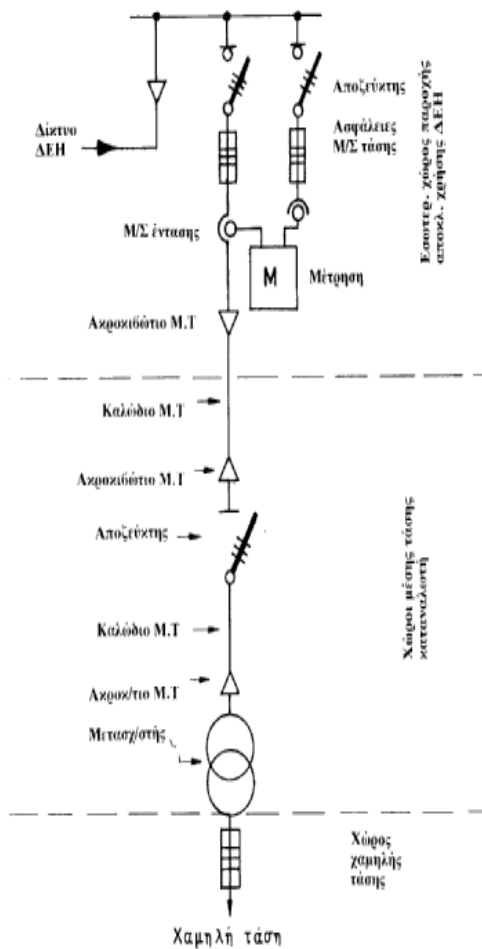 Αποζεύκτης
Δίκτυο
ΔΕΗ
Ασφάλειες
Μ/Σ τάσης
Εσωτερ. χώρος παροχής
αποκλ. χρήσης ΔΕΗ
Μ/Σ έντασης
M
Μέτρηση
Ακροκιβώτιο Μ.Τ
Καλώδιο Μ.Τ
Ακροκιβώτιο Μ.Τ
Αποζεύκτης
Χώροι μέσης τάσης
καταναλωτή
Καλώδιο Μ.Τ
Ακροκ/τιο Μ.Τ
Μετασχ/στής
Χώρος
χαμηλής
τάσης
Χαμηλή τάση